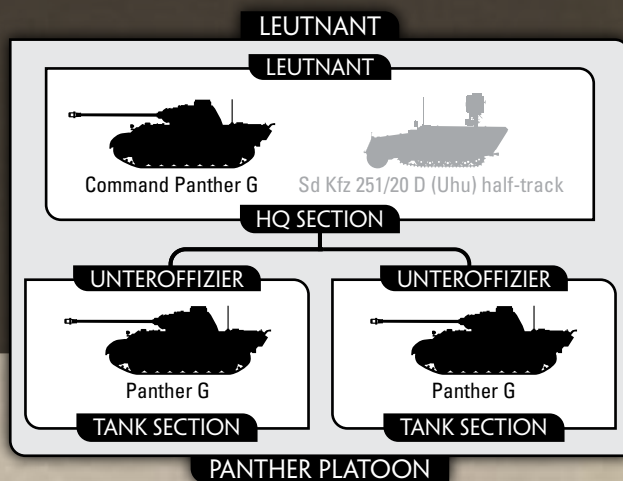 LEUTNANT
LEUTNANT
Command Panther G
Sd Kfz 251/20 D (Uhu) half-track
HQ SECTION
UNTEROFFIZIER
UNTEROFFIZIER
Panther G
Panther G
TANK SECTION
TANK SECTION
PANTHER PLATOON